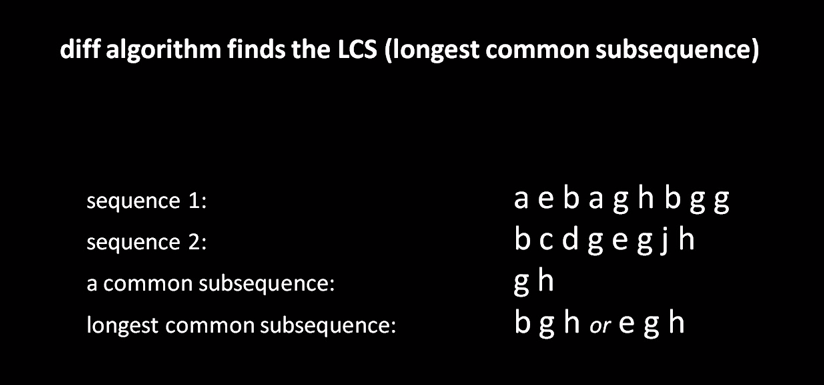 diff algorithm finds the LCS (longest common subsequence)
sequence 1: a e b a g h b g g
sequence 2: b c d g e g j h
a common subsequence: g h
longest common subsequence: b g h or e g h